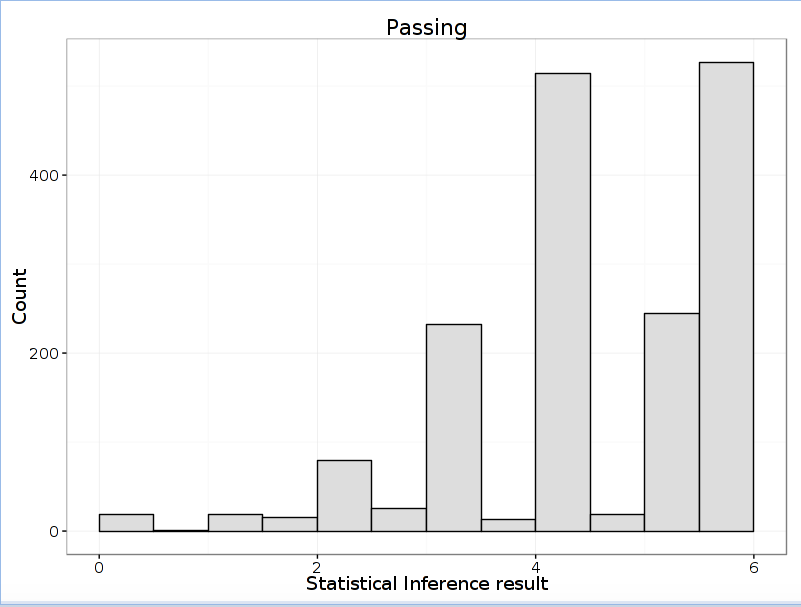 Passing
Count
400
200
0
0 2 4 6
Statistical Inference result